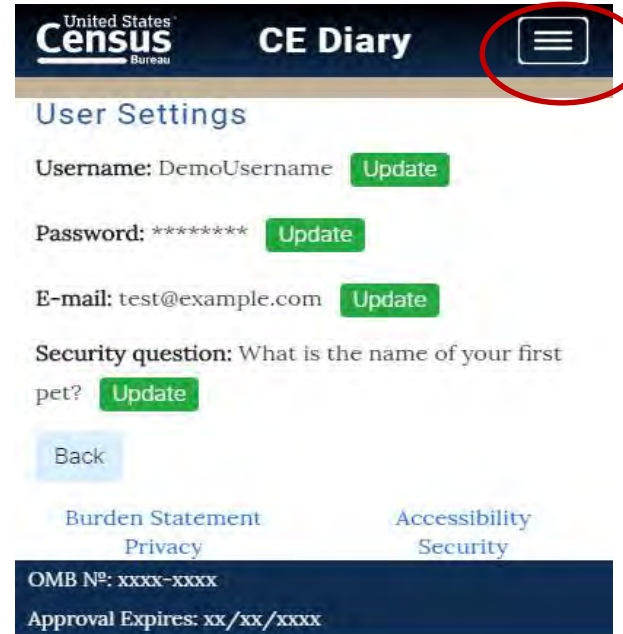 United States
Census
Bureau
CE Diary
User Settings
Username: DemoUsername Update
Password: ******** Update
E-mail: test@example.com Update
Security question: What is the name of your first
pet? Update
Back
Burden Statement Accessibility
Privacy Security
OMB Nº: xxxx-xxxx
Approval Expires: xx/xx/xxxx